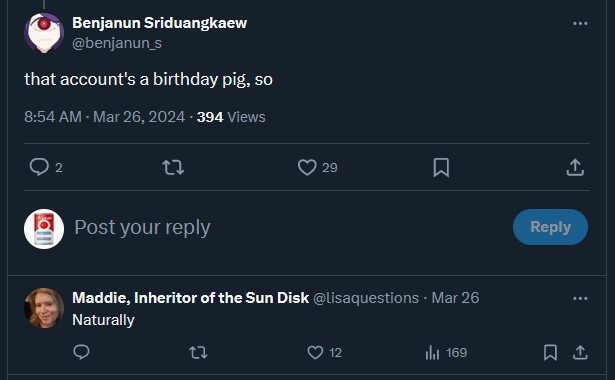 Benjanun Sriduangkaew
@benjanun_s
that account's a birthday pig, so
8:54 AM · Mar 26, 2024 · 394 Views
2 29
Post your reply Reply
Maddie, Inheritor of the Sun Disk @lisaquestions · Mar 26
Naturally
12 169